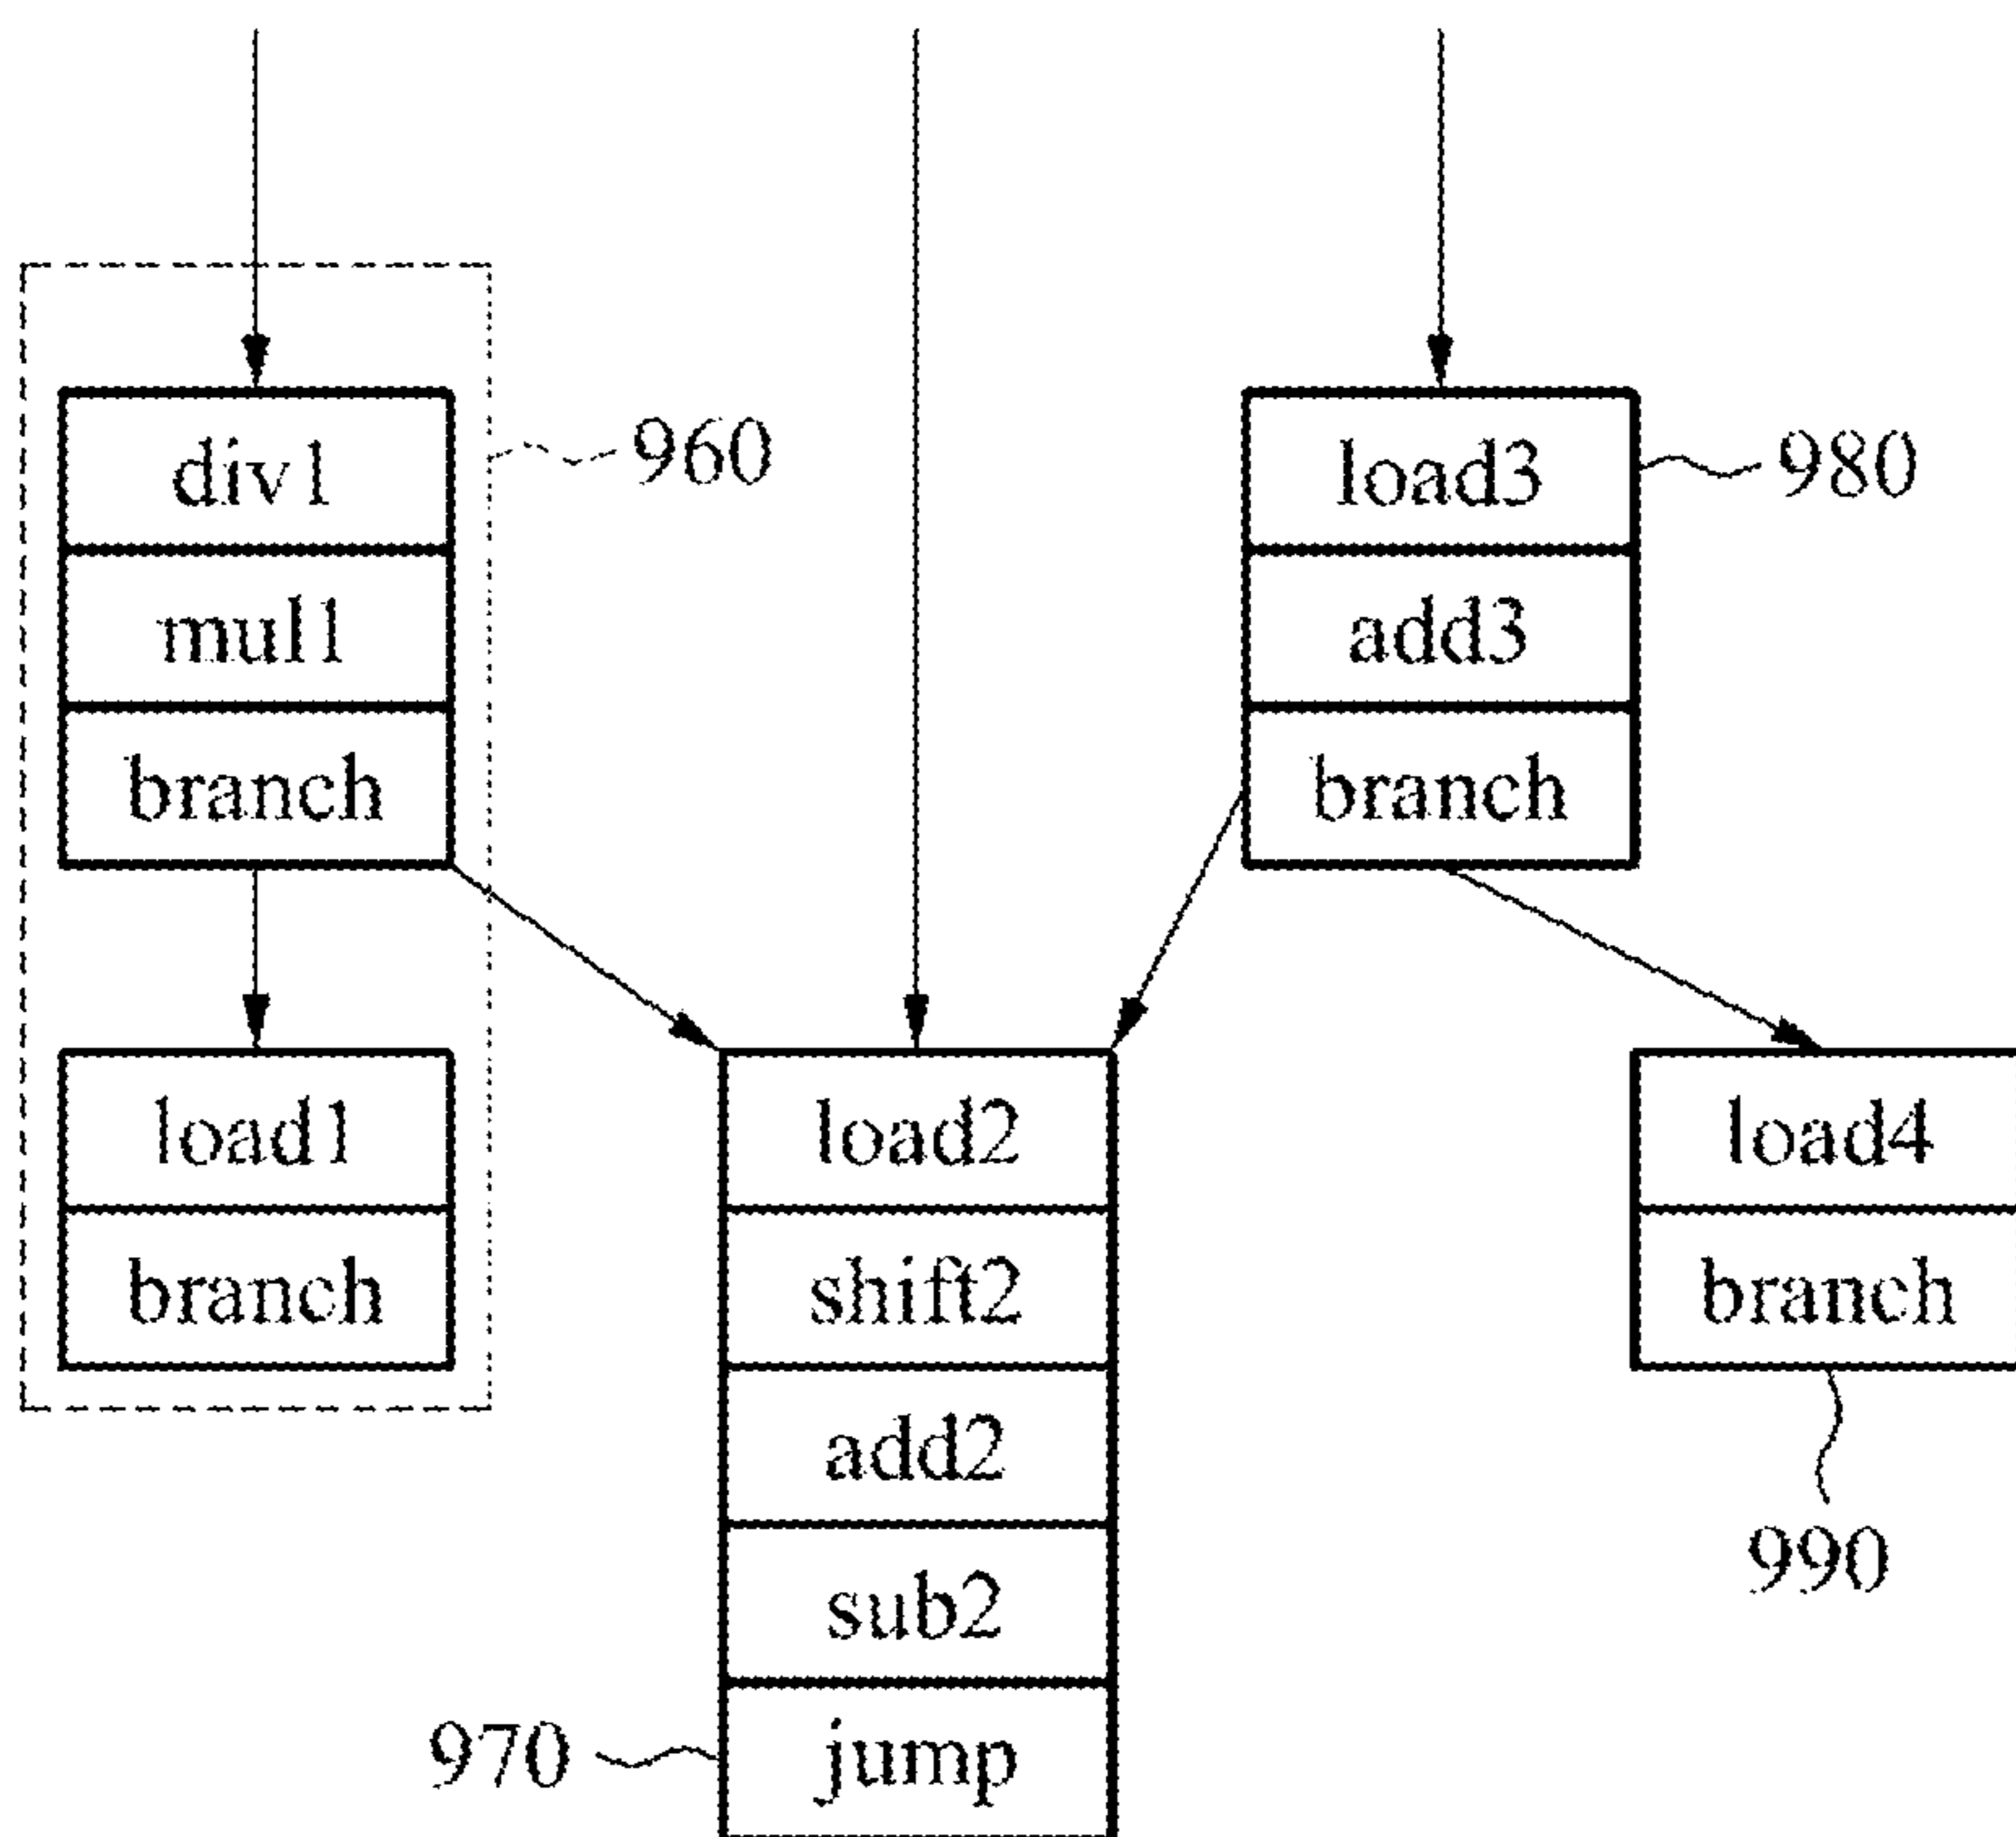 div1
mul1
branch
960
load3
add3
branch
980
load1
branch
load2
shift2
add2
sub2
jump
970
load4
branch
990